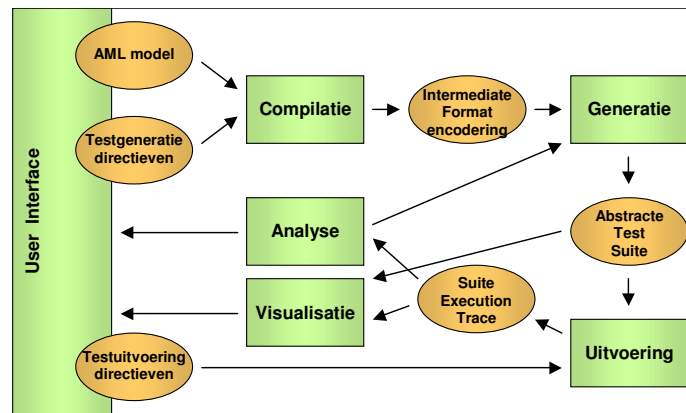 User Interface
AML model
Testgeneratie
directieven
Compilatie
Intermediate
Format
encodering
Generatie
Analyse
Abstracte
Test
Suite
Visualisatie
Suite
Execution
Trace
Testuitvoering
directieven
Uitvoering